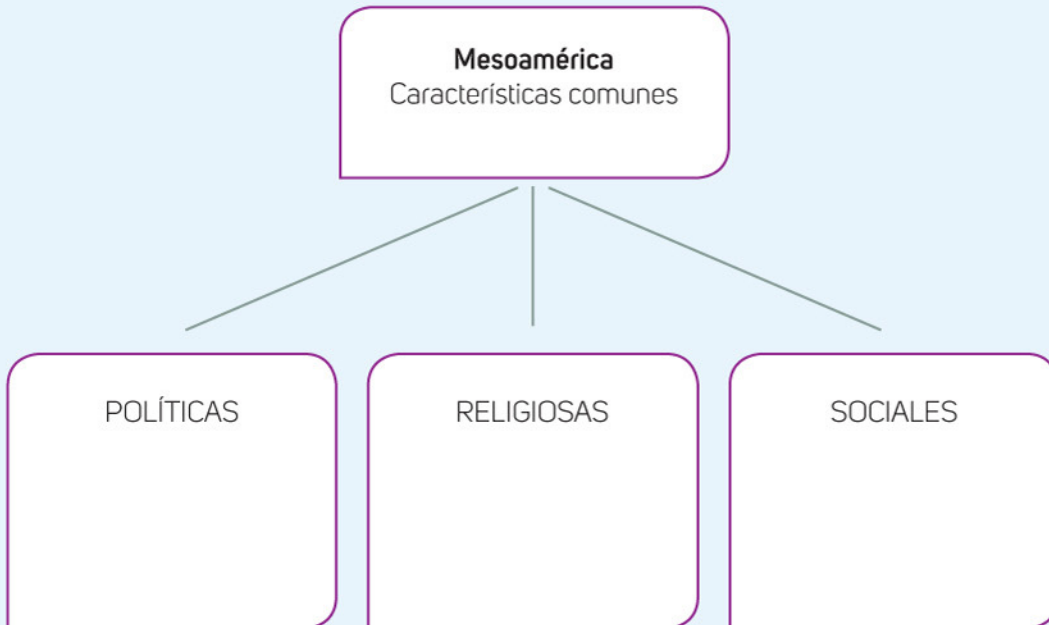 Mesoamérica
Características comunes
POLÍTICAS
RELIGIOSAS
SOCIALES